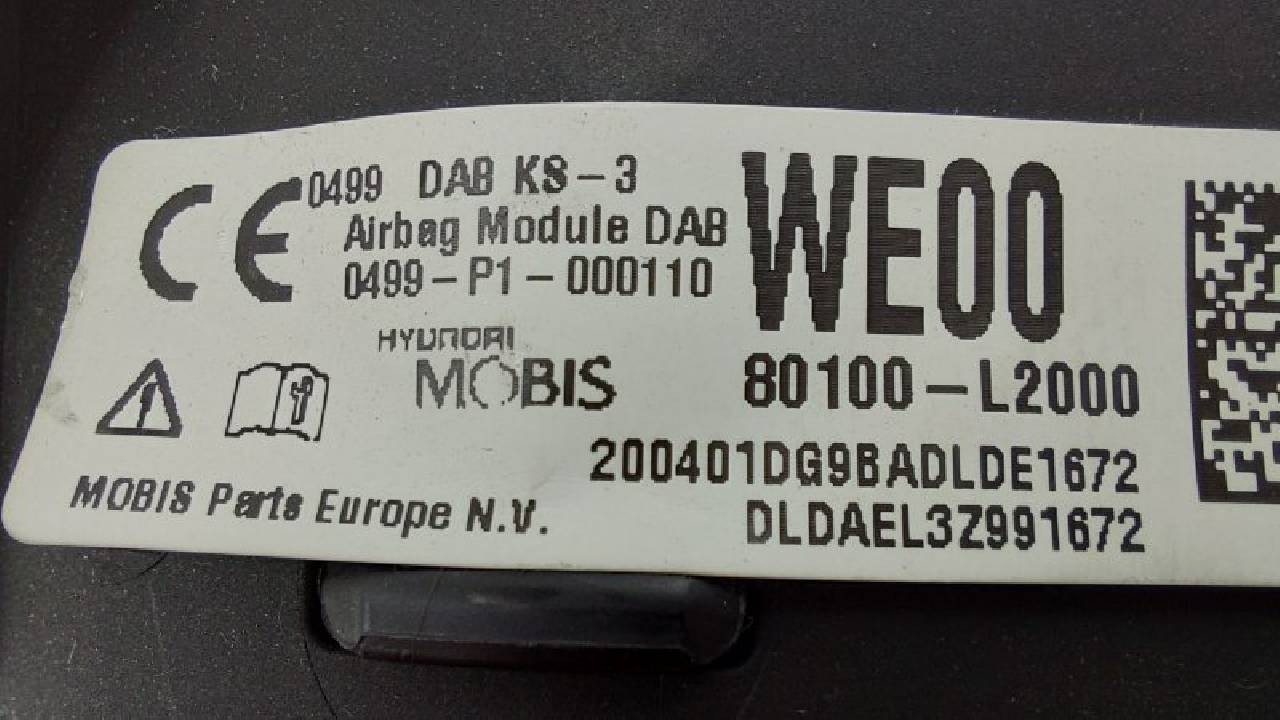 CE 0499 DAB KS-3
Airbag Module DAB
0499-P1-000110
WE00
HYUNDAI
MOBIS
80100-L2000
200401DG9BADLDE1672
MOBIS Parts Europe N.V.
DLDAEL3Z991672